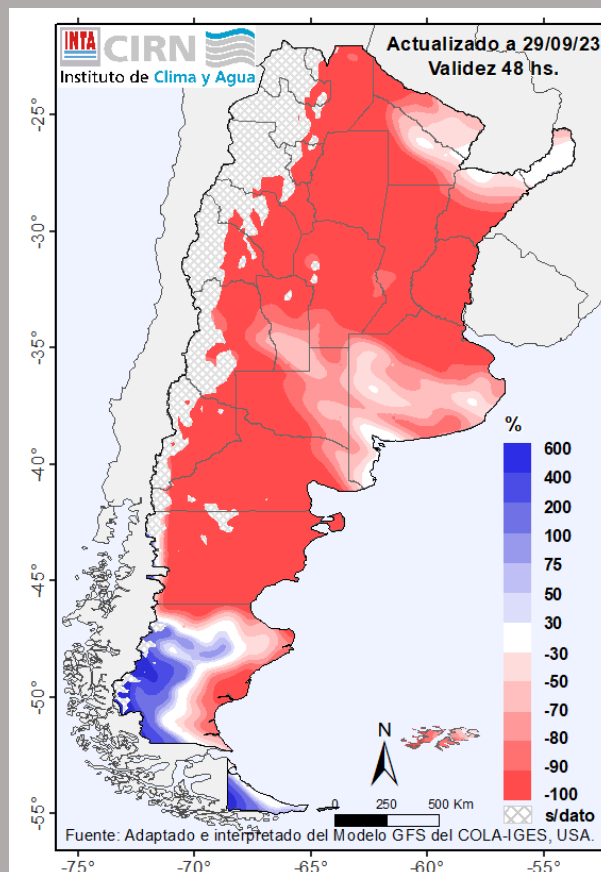 INTA CIRN
Instituto de Clima y Agua
Actualizado a 29/09/23
Validez 48 hs.
-25°
-30°
-35°
-40°
-45°
-50°
-55°
%
600
400
200
100
75
50
30
-30
-50
-70
-80
-90
-100
s/dato
N
0 250 500 Km
Fuente: Adaptado e interpretado del Modelo GFS del COLA-IGES, USA.
-75° -70° -65° -60° -55°